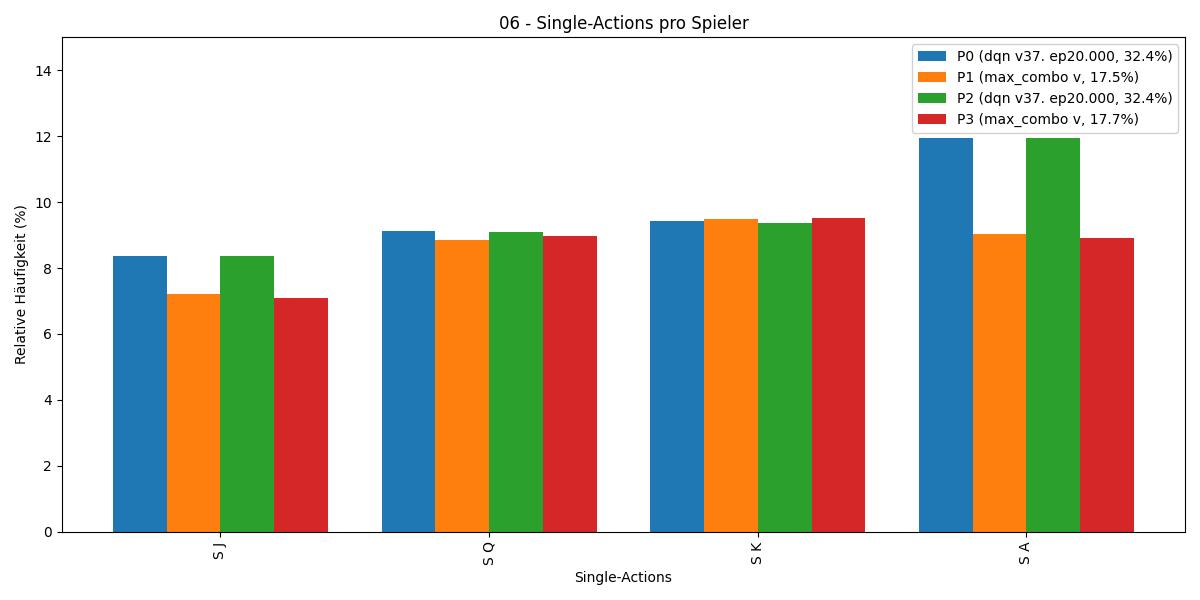 06 - Single-Actions pro Spieler
P0 (dqn v37. ep20.000, 32.4%)
P1 (max_combo v, 17.5%)
P2 (dqn v37. ep20.000, 32.4%)
P3 (max_combo v, 17.7%)
Relative Häufigkeit (%)
14
12
10
8
6
4
2
0
S J
S Q
S K
S A
Single-Actions